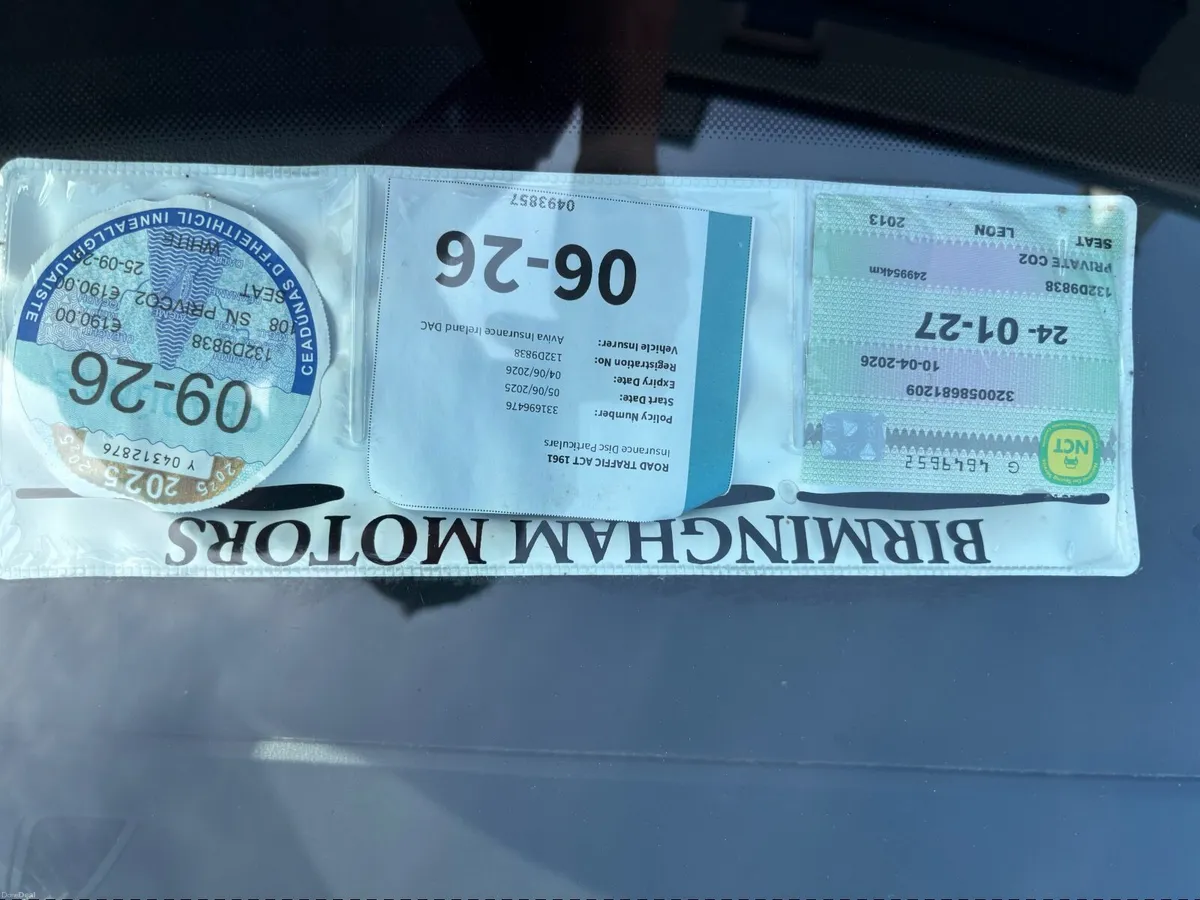 BIRMINGHAM MOTORS
G 4649652
NCT
320058681209
10-04-2026
24- 01-27
132D9838
249954km
PRIVATE CO2
SEAT LEON 2013
ROAD TRAFFIC ACT 1961
Insurance Disc Particulars
Policy Number: 331696476
Start Date: 05/06/2025
Expiry Date: 04/06/2026
Registration No: 132D9838
Vehicle Insurer: Aviva Insurance Ireland DAC
06-26
0493857
2025 2025 2025
Y 04312876
09-26
132D9838 €190.00
108 SN PRIVCO2 €190.00
SEAT 25-09-2
WHITE
CEADÚNAS D'FHEITHICIL INNEALLGHLUAISTE
DoneDeal